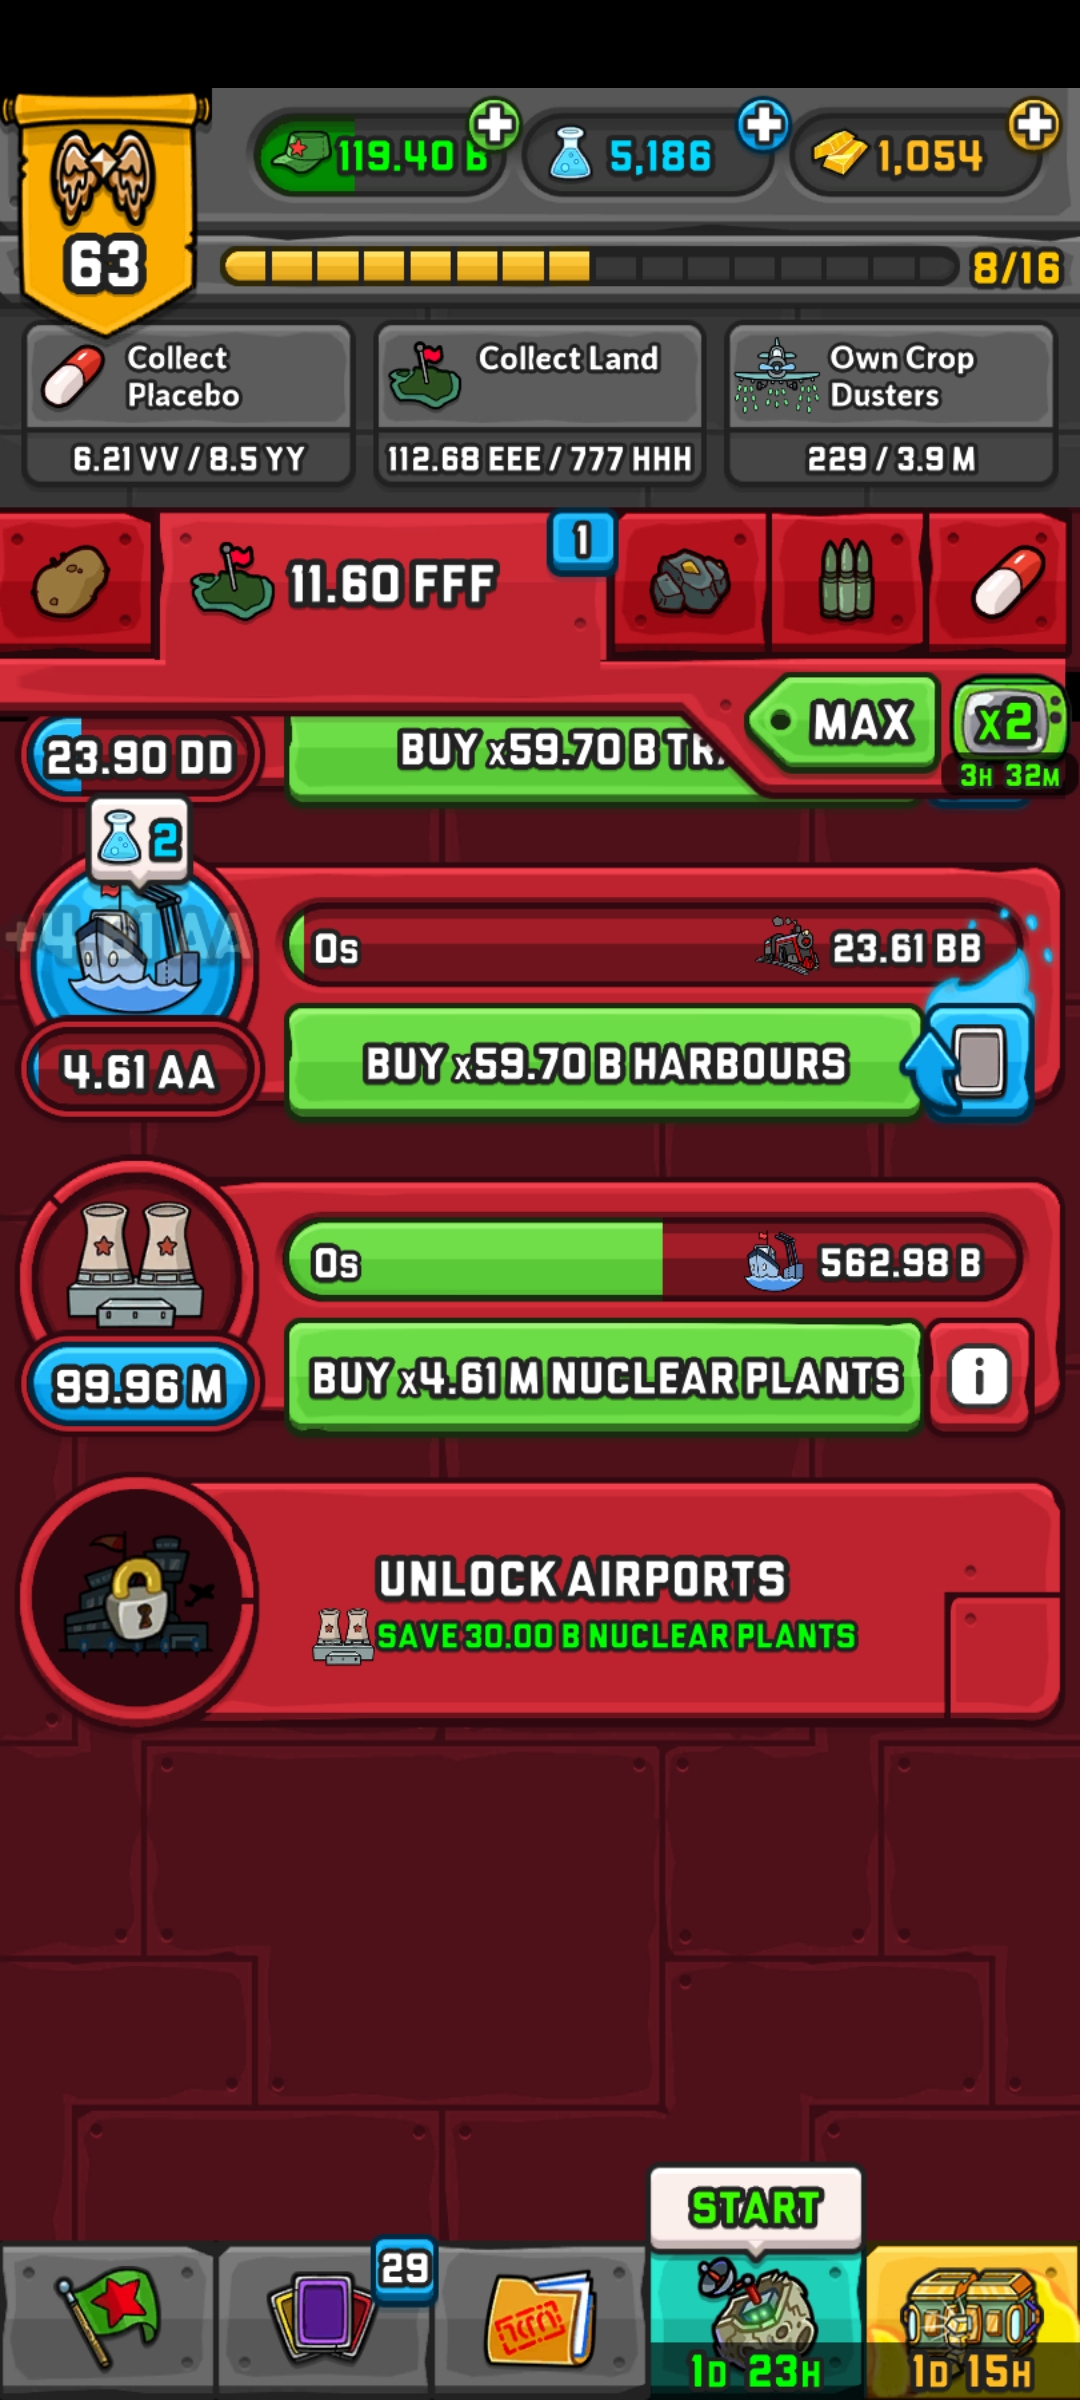 119.40 B
5,186
1,054
63
8/16
Collect
Placebo
6.21 VV / 8.5 YY
Collect Land
112.68 EEE / 777 HHH
Own Crop
Dusters
229 / 3.9 M
11.60 FFF
1
MAX
x2
3H 32M
23.90 DD
BUY x59.70 B TR
2
+4.61 AA
0s
23.61 BB
4.61 AA
BUY x59.70 B HARBOURS
0s
562.98 B
99.96 M
BUY x4.61 M NUCLEAR PLANTS
i
UNLOCK AIRPORTS
SAVE 30.00 B NUCLEAR PLANTS
START
29
1D 23H
1D 15H